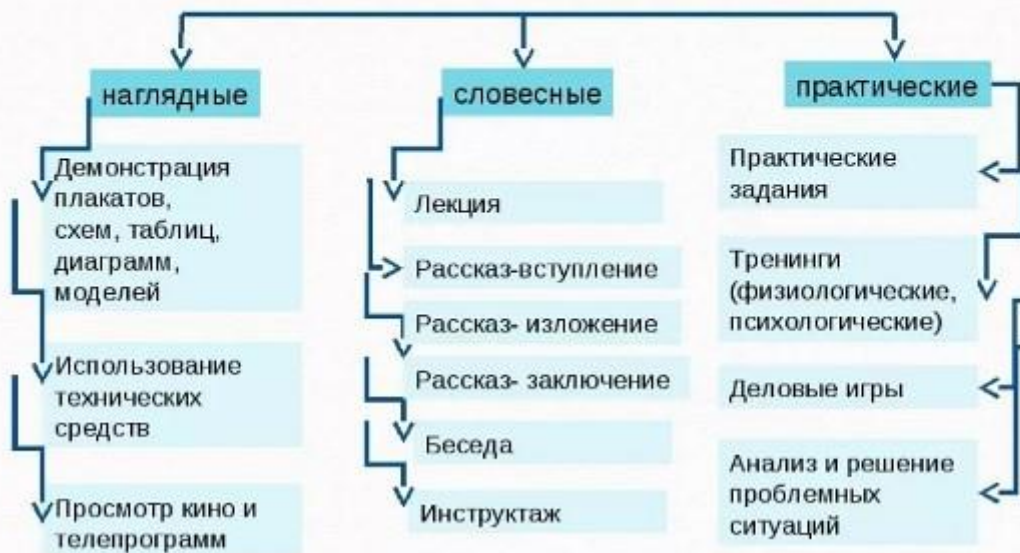 наглядные
Демонстрация
плакатов,
схем, таблиц,
диаграмм,
моделей
Использование
технических
средств
Просмотр кино и
телепрограмм
словесные
Лекция
Рассказ-вступление
Рассказ- изложение
Рассказ- заключение
Беседа
Инструктаж
практические
Практические
задания
Тренинги
(физиологические,
психологические)
Деловые игры
Анализ и решение
проблемных
ситуаций